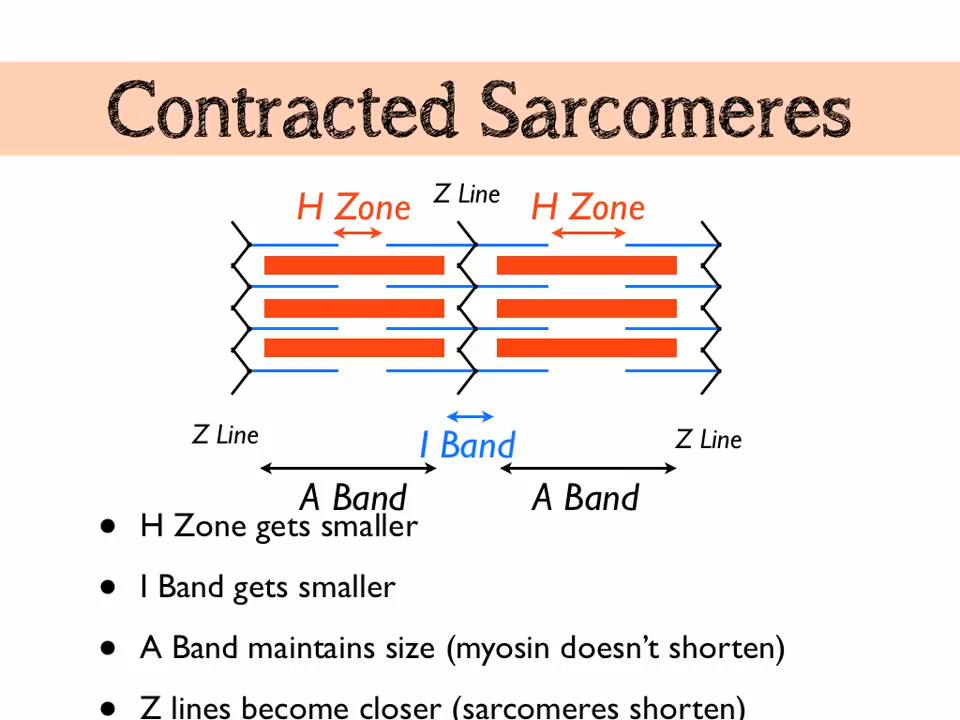 Contracted Sarcomeres
H Zone Z Line H Zone
Z Line I Band Z Line
A Band A Band
• H Zone gets smaller
• I Band gets smaller
• A Band maintains size (myosin doesn’t shorten)
• Z lines become closer (sarcomeres shorten)